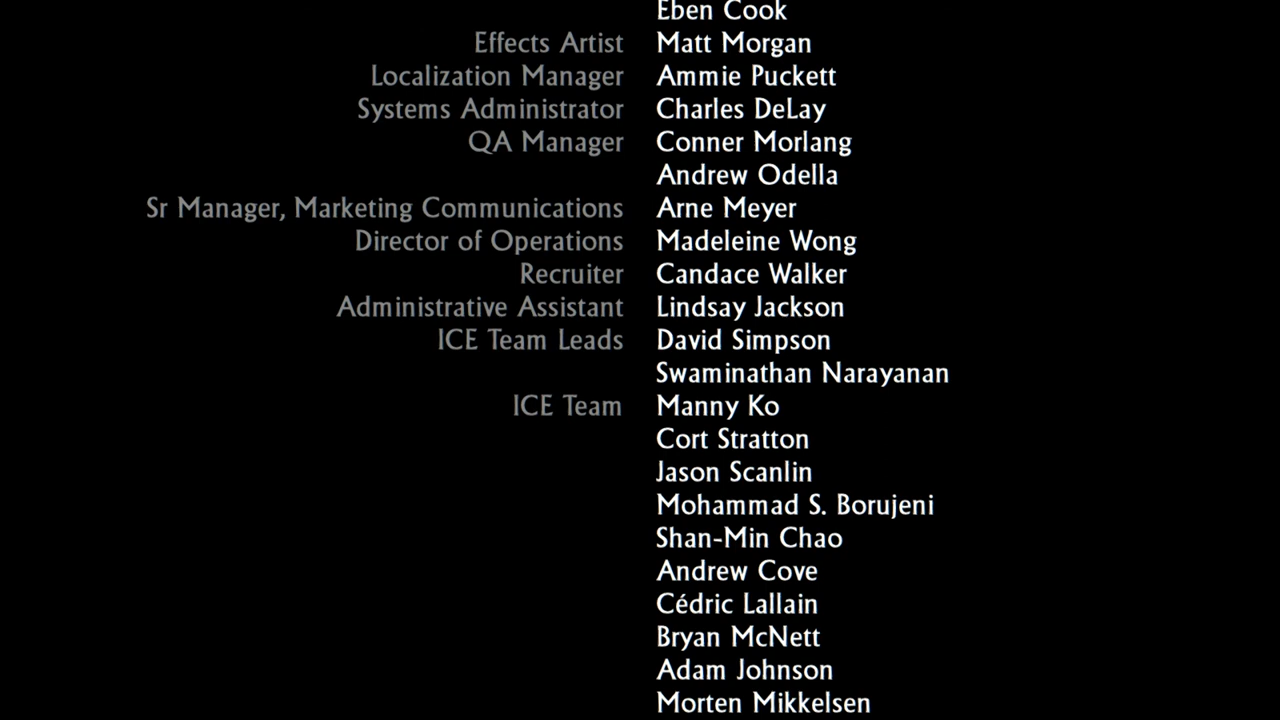 Eben Cook
Effects Artist Matt Morgan
Localization Manager Ammie Puckett
Systems Administrator Charles DeLay
QA Manager Conner Morlang
Andrew Odella
Sr Manager, Marketing Communications Arne Meyer
Director of Operations Madeleine Wong
Recruiter Candace Walker
Administrative Assistant Lindsay Jackson
ICE Team Leads David Simpson
Swaminathan Narayanan
ICE Team Manny Ko
Cort Stratton
Jason Scanlin
Mohammad S. Borujeni
Shan-Min Chao
Andrew Cove
Cédric Lallain
Bryan McNett
Adam Johnson
Morten Mikkelsen